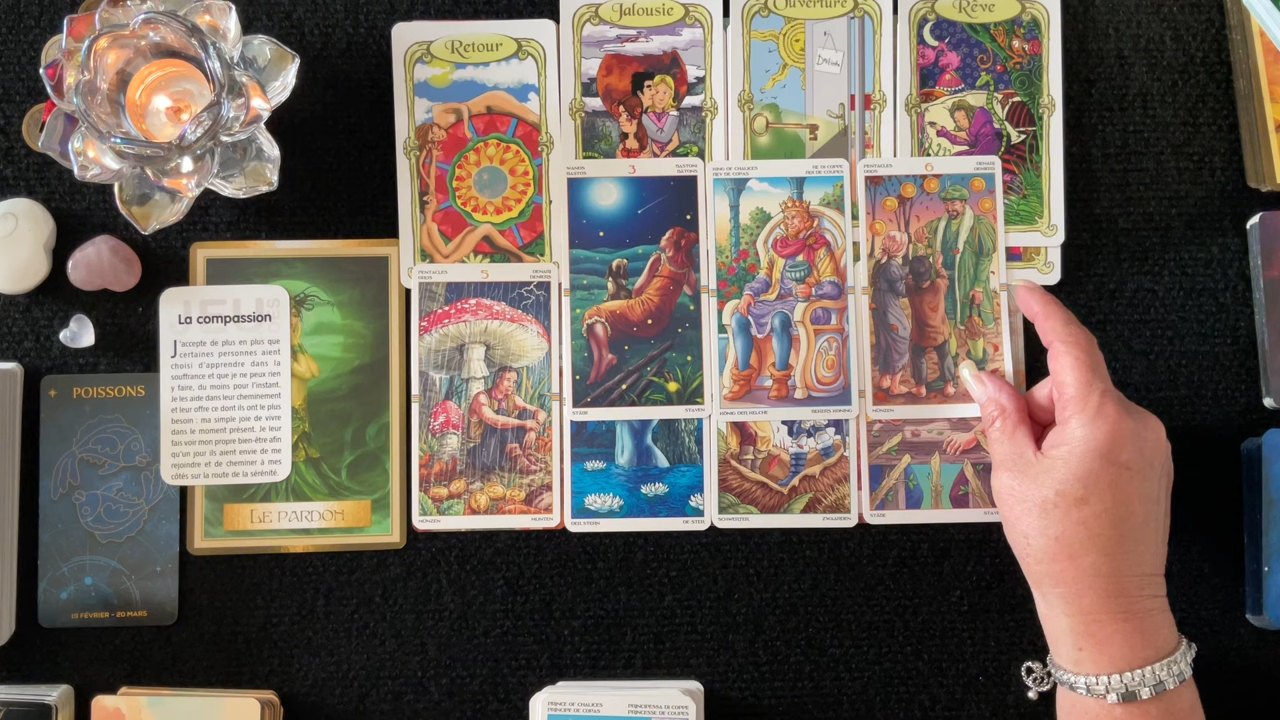 Retour
Jalousie
Ouverture
Rêve
3
WANDS
BASTOS
BASTONI
BATONS
KING OF CHALICES
REY DE COPAS
RE DI COPPE
ROI DE COUPES
PENTACLES
OROS
6
DENARI
DENIERS
PENTACLES
OROS
5
DENARI
DENIERS
La compassion
J'accepte de plus en plus que
certaines personnes aient
choisi d'apprendre dans la
souffrance et que je ne peux rien
y faire, du moins pour l'instant.
Je les aide dans leur cheminement
et leur offre ce dont ils ont le plus
besoin : ma simple joie de vivre
dans le moment présent. Je leur
fais voir mon propre bien-être afin
qu'un jour ils aient envie de me
rejoindre et de cheminer à mes
côtés sur la route de la sérénité.
POISSONS
19 FÉVRIER - 20 MARS
LE PARDON
STÄBE
STAVEN
KÖNIG DER KELCHE
MÜNZEN
MÜNZEN
MUNTEN
DER STERN
DE STER
SCHWERTER
ZWAARDEN
STÄBE
PRINCE OF CHALICES
PRINCIPE DE COPAS
PRINCIPESSA DI COPPE
PRINCESSE DE COUPES